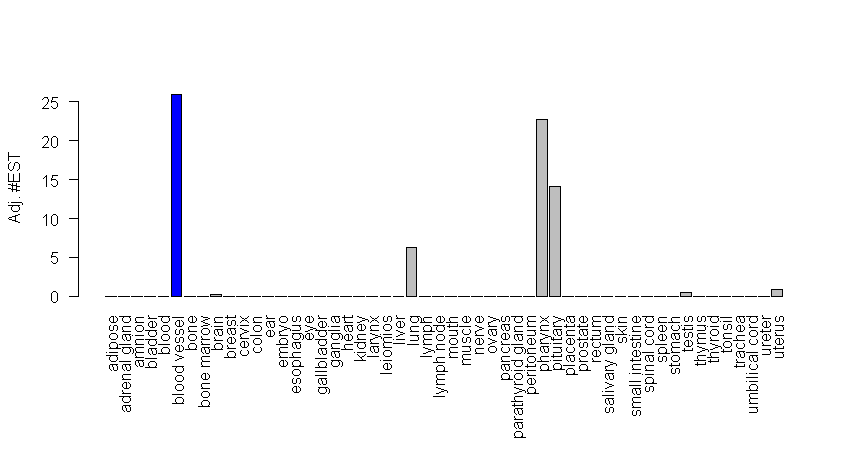 Adj. #EST
25
20
15
10
5
0
adipose
adrenal gland
amnion
bladder
blood
blood vessel
bone
bone marrow
brain
breast
cervix
colon
ear
embryo
esophagus
eye
gallbladder
ganglia
heart
kidney
larynx
leiomios
liver
lung
lymph
lymph node
mouth
muscle
nerve
ovary
pancreas
parathyroid gland
peritoneum
pharynx
pituitary
placenta
prostate
rectum
salivary gland
skin
small intestine
spinal cord
spleen
stomach
testis
thymus
thyroid
tonsil
trachea
umbilical cord
ureter
uterus